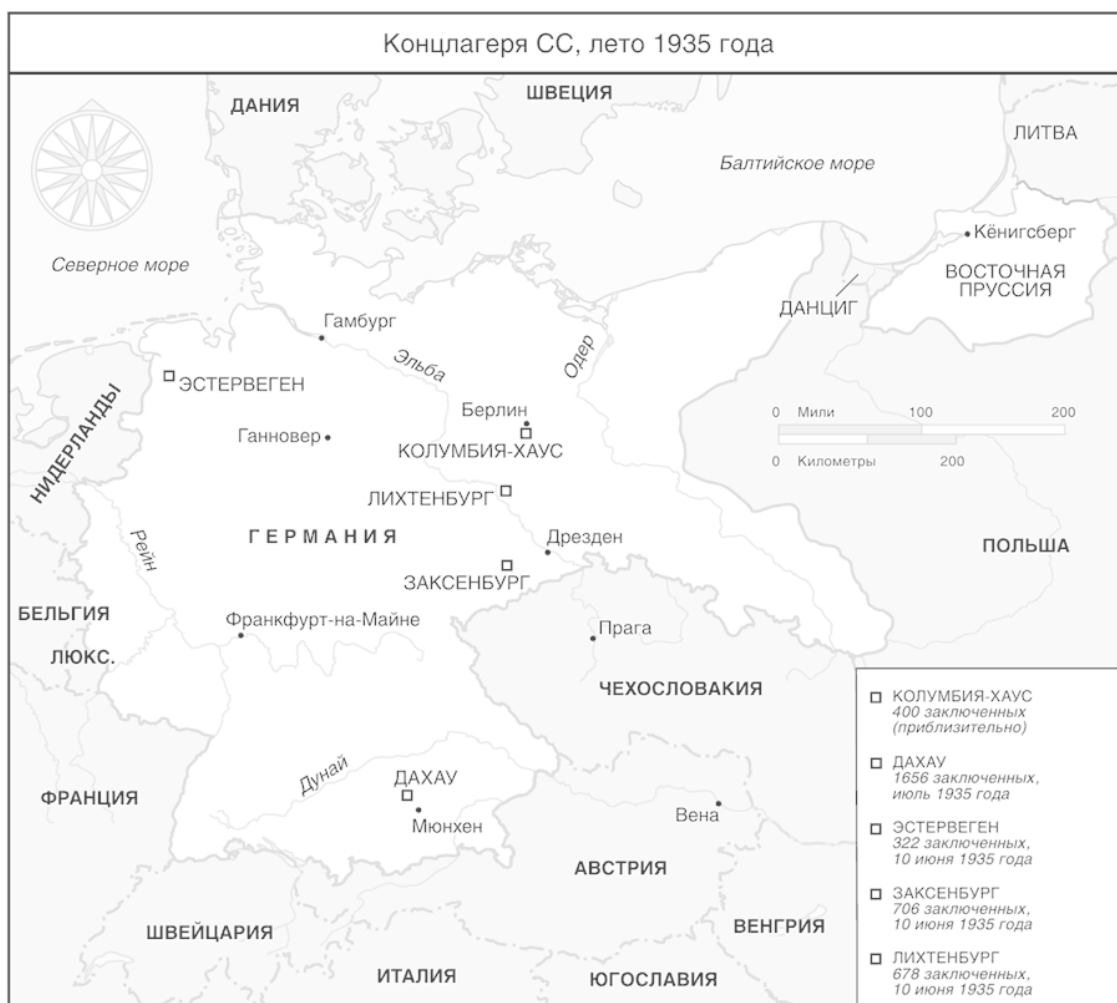 Концлагеря СС, лето 1935 года
ДАНИЯ
ШВЕЦИЯ
ЛИТВА
Балтийское море
Кёнигсберг
Северное море
ВОСТОЧНАЯ
ПРУССИЯ
ДАНЦИГ
Гамбург
Эльба
Одер
ЭСТЕРВЕГЕН
НИДЕРЛАНДЫ
Берлин
0 Мили 100 200
Ганновер
КОЛУМБИЯ-ХАУС
0 Километры 200
ЛИХТЕНБУРГ
ГЕРМАНИЯ
Дрезден
ПОЛЬША
Рейн
ЗАКСЕНБУРГ
БЕЛЬГИЯ
Франкфурт-на-Майне
Прага
ЛЮКС.
ЧЕХОСЛОВАКИЯ
Дунай
ДАХАУ
ФРАНЦИЯ
Мюнхен
Вена
АВСТРИЯ
ШВЕЙЦАРИЯ
ВЕНГРИЯ
ИТАЛИЯ
ЮГОСЛАВИЯ
КОЛУМБИЯ-ХАУС
400 заключенных
(приблизительно)
ДАХАУ
1656 заключенных,
июль 1935 года
ЭСТЕРВЕГЕН
322 заключенных,
10 июня 1935 года
ЗАКСЕНБУРГ
706 заключенных,
10 июня 1935 года
ЛИХТЕНБУРГ
678 заключенных,
10 июня 1935 года